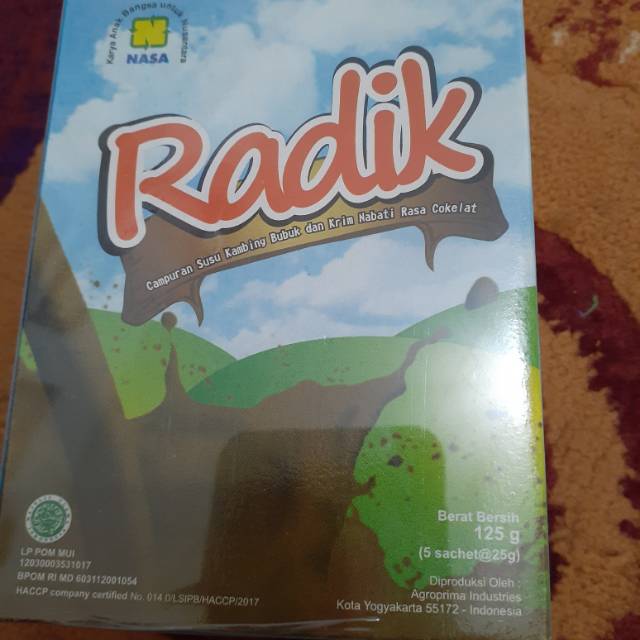 Karya Anak Bangsa untuk Nusantara
NASA
Radik
Campuran Susu Kambing Bubuk dan Krim Nabati Rasa Cokelat
LP POM MUI
12030003531017
BPOM RI MD 603112001054
HACCP company certified No. 014.0/LSIPB/HACCP/2017
Berat Bersih
125 g
(5 sachet@25g)
Diproduksi Oleh :
Agroprima Industries
Kota Yogyakarta 55172 - Indonesia